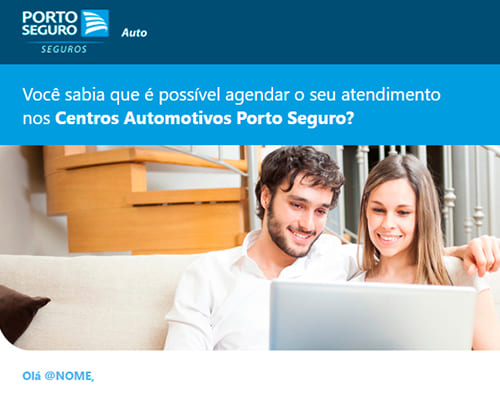 PORTO
SEGURO
SEGUROS
Auto
Você sabia que é possível agendar o seu atendimento
nos Centros Automotivos Porto Seguro?
Olá @NOME,